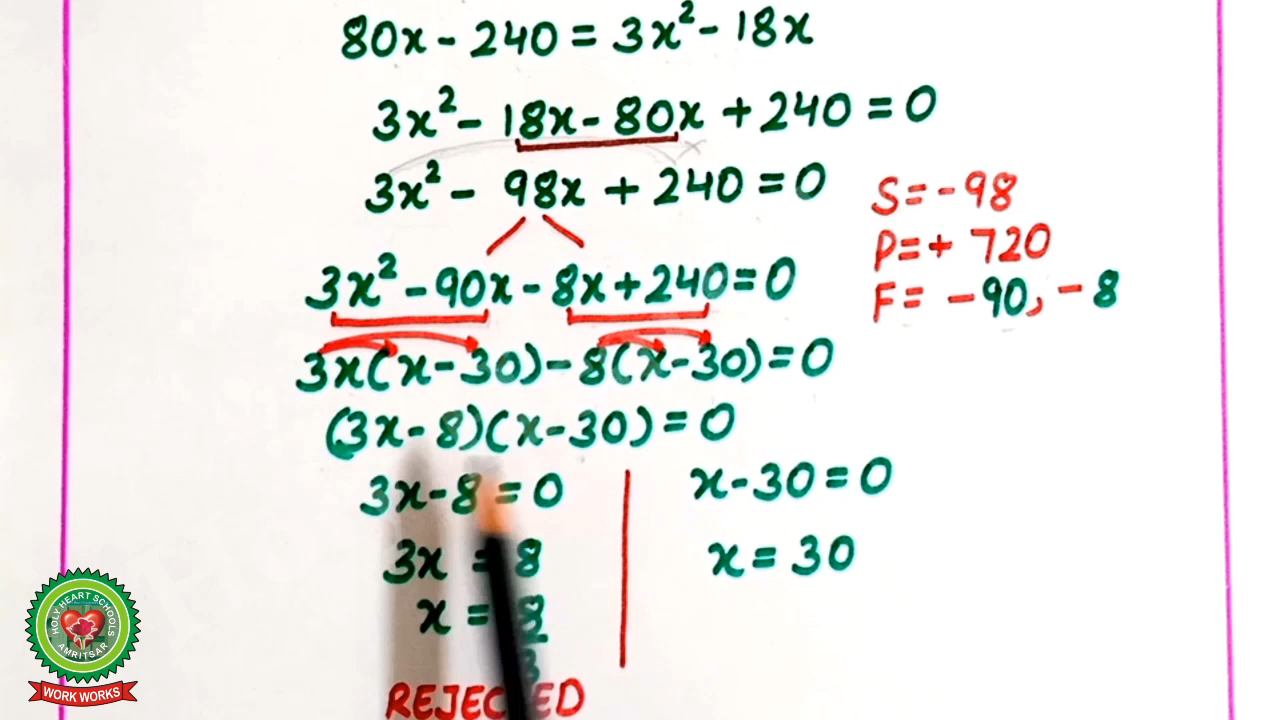 80x - 240 = 3x² - 18x
3x² - 18x - 80x + 240 = 0
3x² - 98x + 240 = 0
S = - 98
P = + 720
F = - 90, - 8
3x² - 90x - 8x + 240 = 0
3x(x - 30) - 8(x - 30) = 0
(3x - 8)(x - 30) = 0
3x - 8 = 0
3x = 8
x = 8
REJECTED
x - 30 = 0
x = 30
HOLY HEART SCHOOLS
AMRITSAR
WORK WORKS